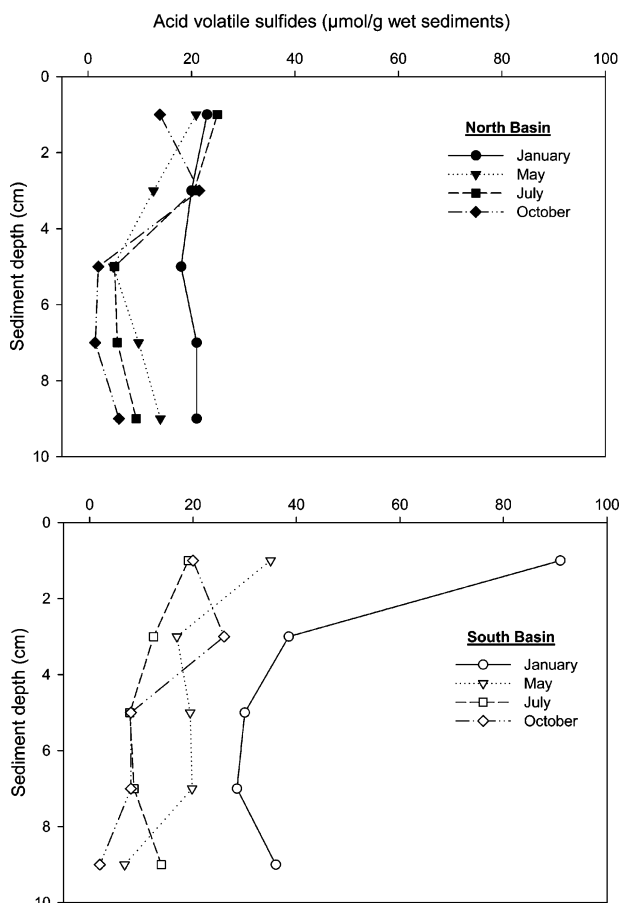 Acid volatile sulfides (μmol/g wet sediments)
0 20 40 60 80 100
0
2
4
6
8
10
Sediment depth (cm)
North Basin
January
May
July
October
0 20 40 60 80 100
0
2
4
6
8
10
Sediment depth (cm)
South Basin
January
May
July
October